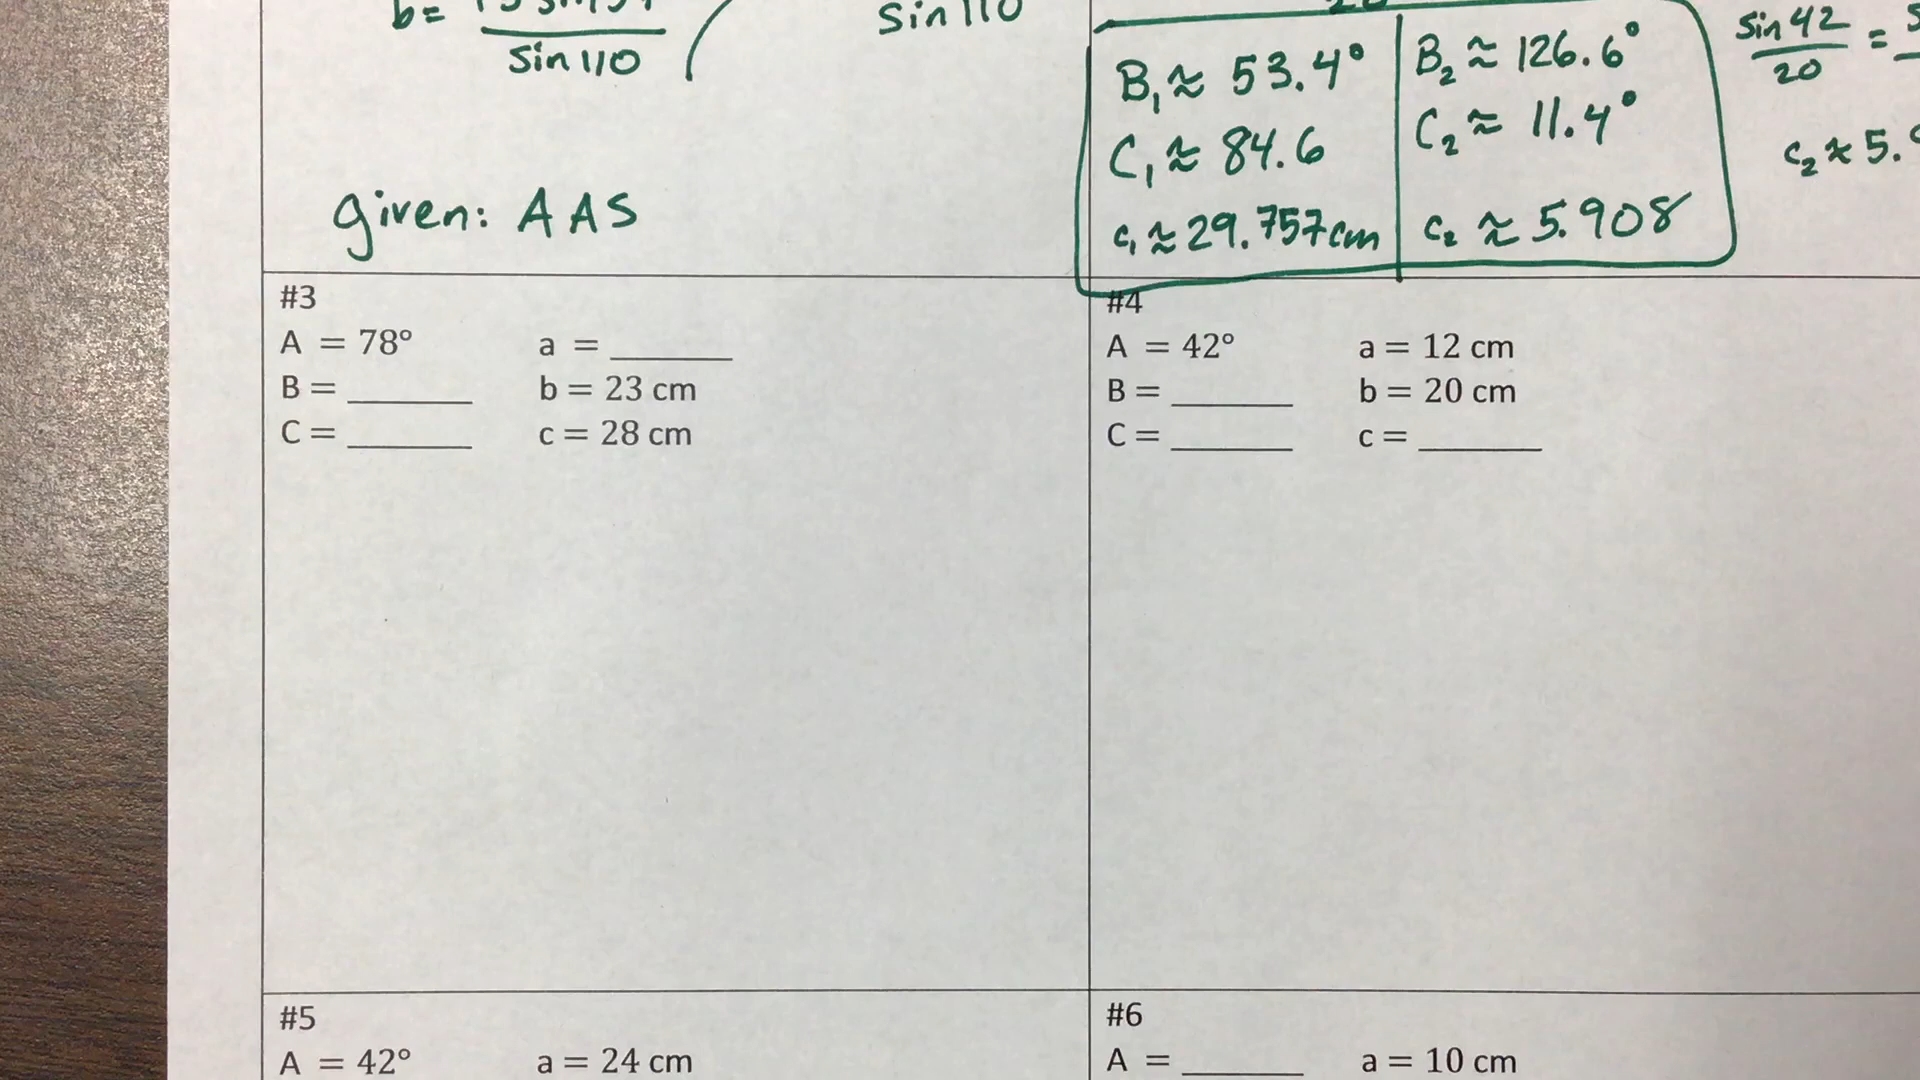 b=
sin 110
sin 110
given: AAS
B₁ ≈ 53.4°
C₁ ≈ 84.6
c₁ ≈ 29.757cm
B₂ ≈ 126.6°
C₂ ≈ 11.4°
c₂ ≈ 5.908
sin 42
20
=
c₂ ≈ 5.
#3
A = 78° a = ______
B = ______ b = 23 cm
C = ______ c = 28 cm
#4
A = 42° a = 12 cm
B = ______ b = 20 cm
C = ______ c = ______
#5
A = 42° a = 24 cm
#6
A = ______ a = 10 cm